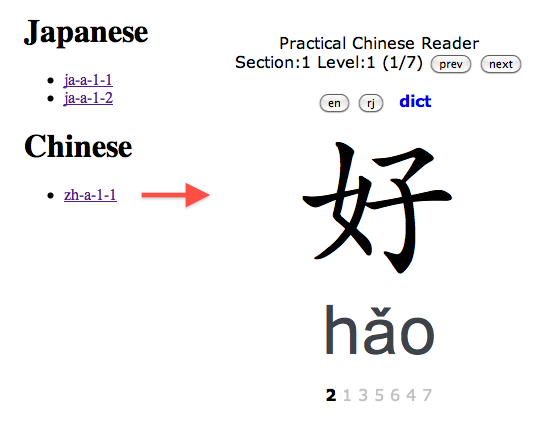 Japanese
ja-a-1-1
ja-a-1-2
Chinese
zh-a-1-1
Practical Chinese Reader
Section:1 Level:1 (1/7) prev next
en rj dict
好
hǎo
2 1 3 5 6 4 7